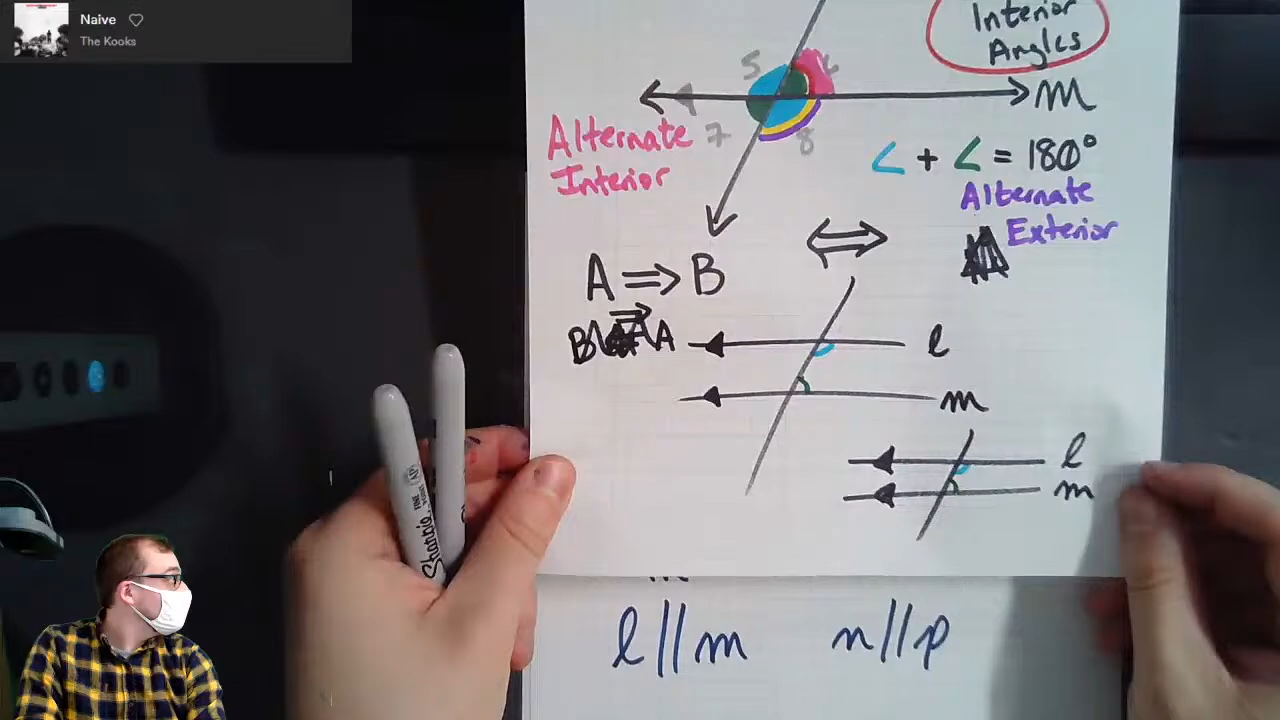 Naive
The Kooks
Interior
Angles
5
6
m
Alternate
Interior
7
8
∠ + ∠ = 180°
Alternate
Exterior
⇔
A ⇒ B
B ⇒ A
l
m
l
m
Sharpie
l || m
n || p